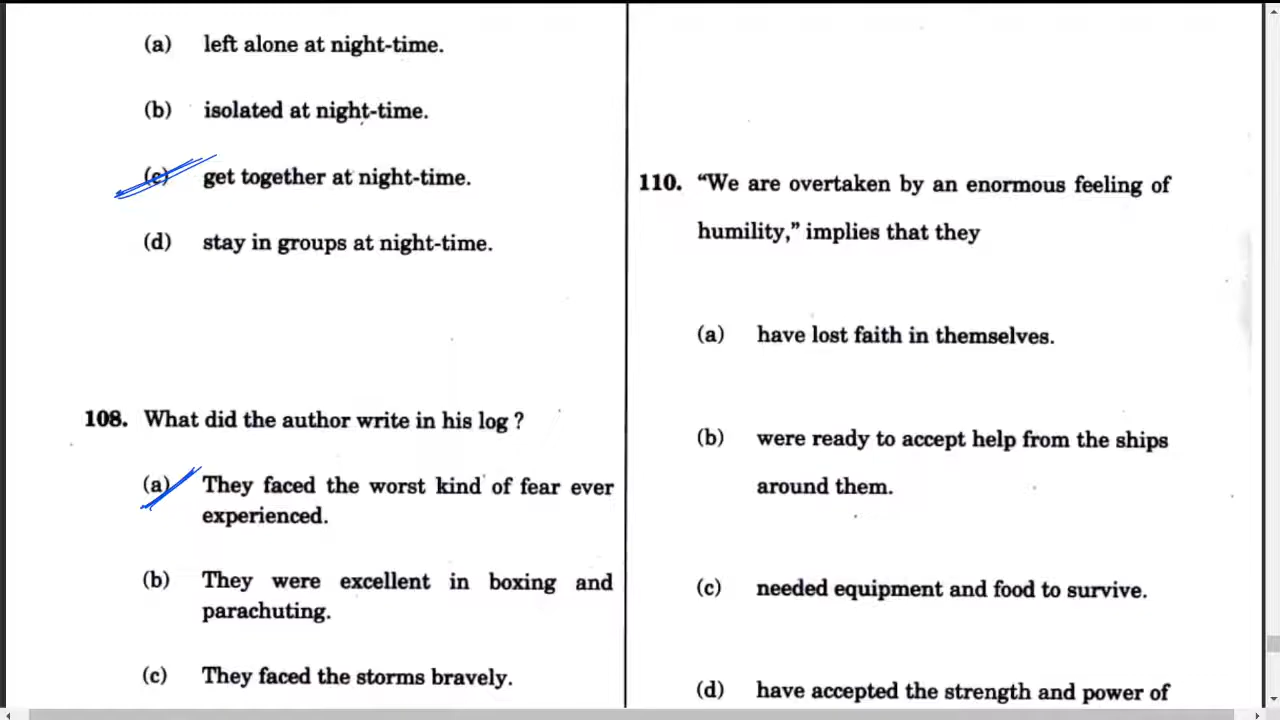 (a) left alone at night-time.
(b) isolated at night-time.
(c) get together at night-time.
(d) stay in groups at night-time.
108. What did the author write in his log ?
(a) They faced the worst kind of fear ever
experienced.
(b) They were excellent in boxing and
parachuting.
(c) They faced the storms bravely.
110. “We are overtaken by an enormous feeling of
humility,” implies that they
(a) have lost faith in themselves.
(b) were ready to accept help from the ships
around them.
(c) needed equipment and food to survive.
(d) have accepted the strength and power of